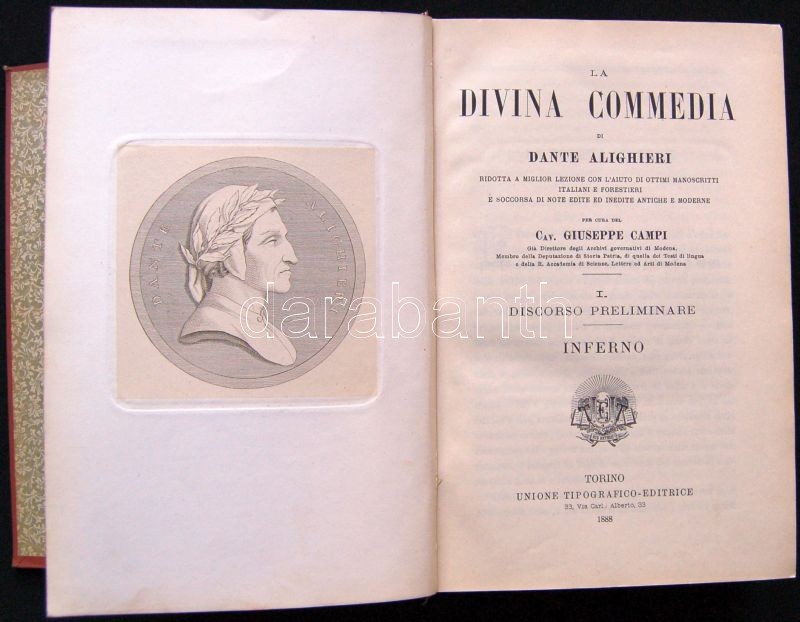 DANTE ALIGHIERI
LA
DIVINA COMMEDIA
DI
DANTE ALIGHIERI
RIDOTTA A MIGLIOR LEZIONE CON L'AIUTO DI OTTIMI MANOSCRITTI
ITALIANI E FORESTIERI
E SOCCORSA DI NOTE EDITE ED INEDITE ANTICHE E MODERNE
PER CURA DEL
CAV. GIUSEPPE CAMPI
Già Direttore degli Archivi governativi di Modena,
Membro della Deputazione di Storia Patria, di quella dei Testi di lingua
e della R. Accademia di Scienze, Lettere ed Arti di Modena
I.
DISCORSO PRELIMINARE
INFERNO
TORINO
UNIONE TIPOGRAFICO-EDITRICE
33, Via Carlo Alberto, 33
1888
darabanth